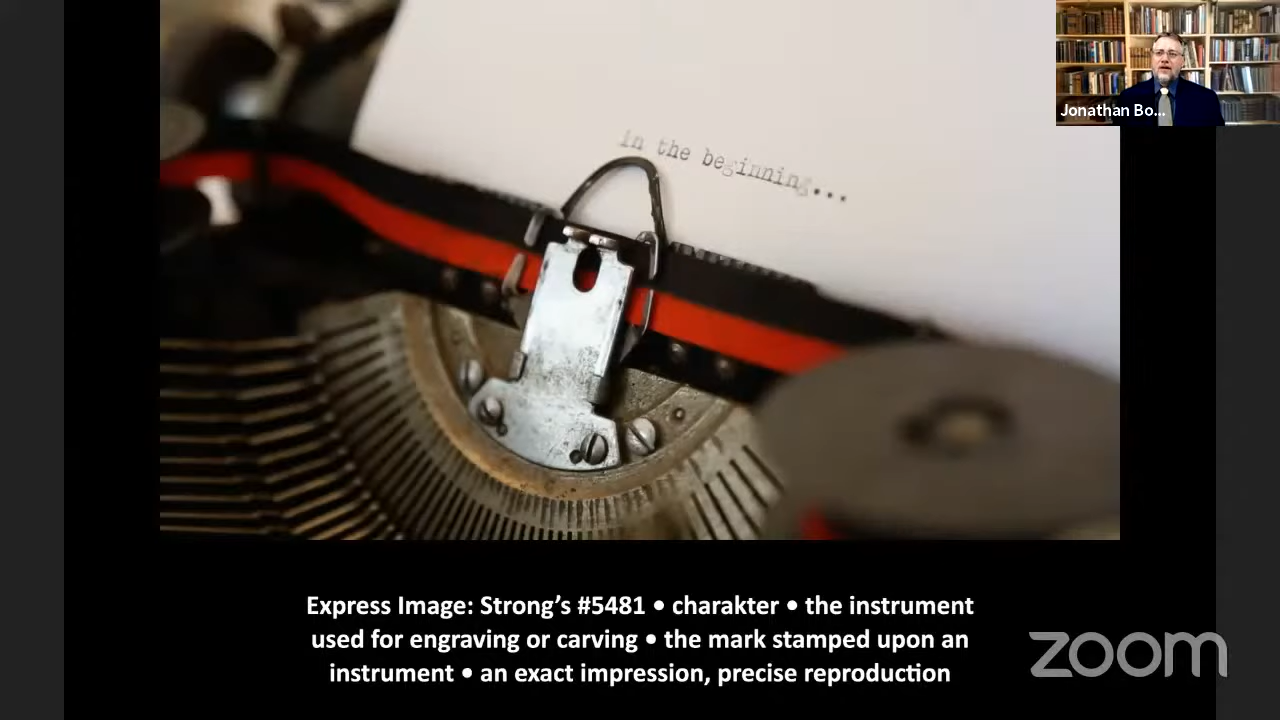 in the beginning...
Jonathan Bo...
Express Image: Strong’s #5481 • charakter • the instrument
used for engraving or carving • the mark stamped upon an
instrument • an exact impression, precise reproduction
zoom